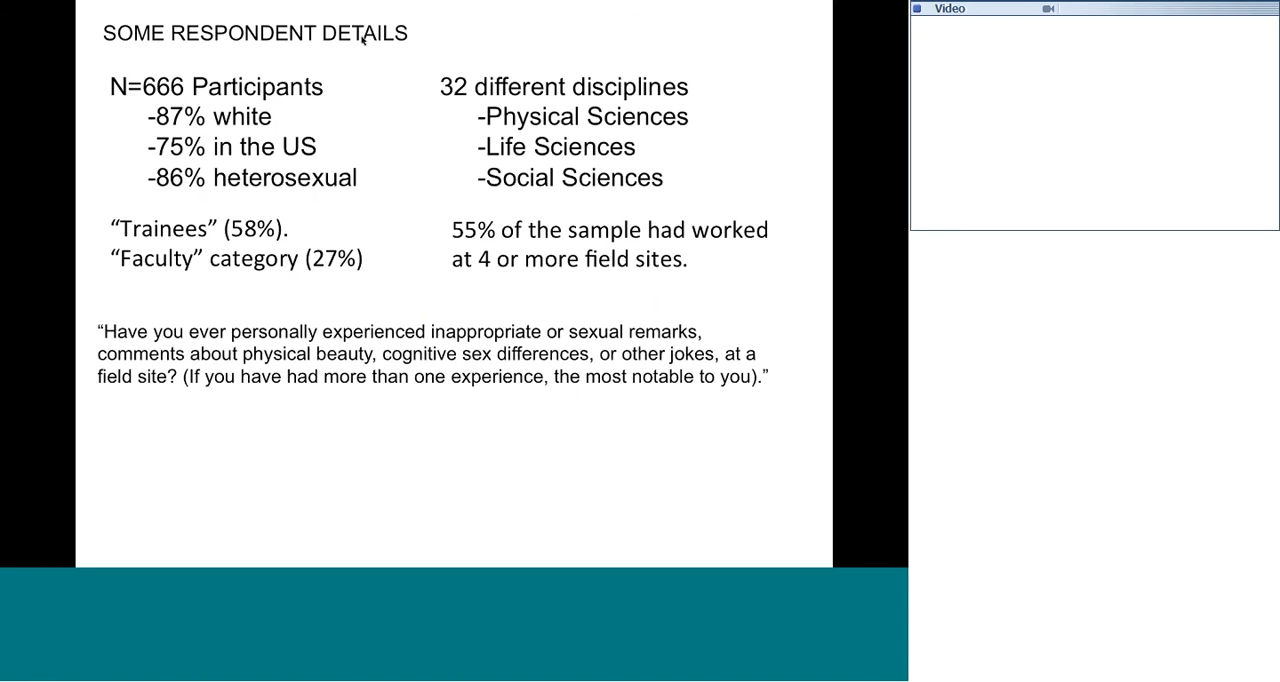 SOME RESPONDENT DETAILS
N=666 Participants
-87% white
-75% in the US
-86% heterosexual
32 different disciplines
-Physical Sciences
-Life Sciences
-Social Sciences
“Trainees” (58%).
“Faculty” category (27%)
55% of the sample had worked
at 4 or more field sites.
“Have you ever personally experienced inappropriate or sexual remarks,
comments about physical beauty, cognitive sex differences, or other jokes, at a
field site? (If you have had more than one experience, the most notable to you).”
Video